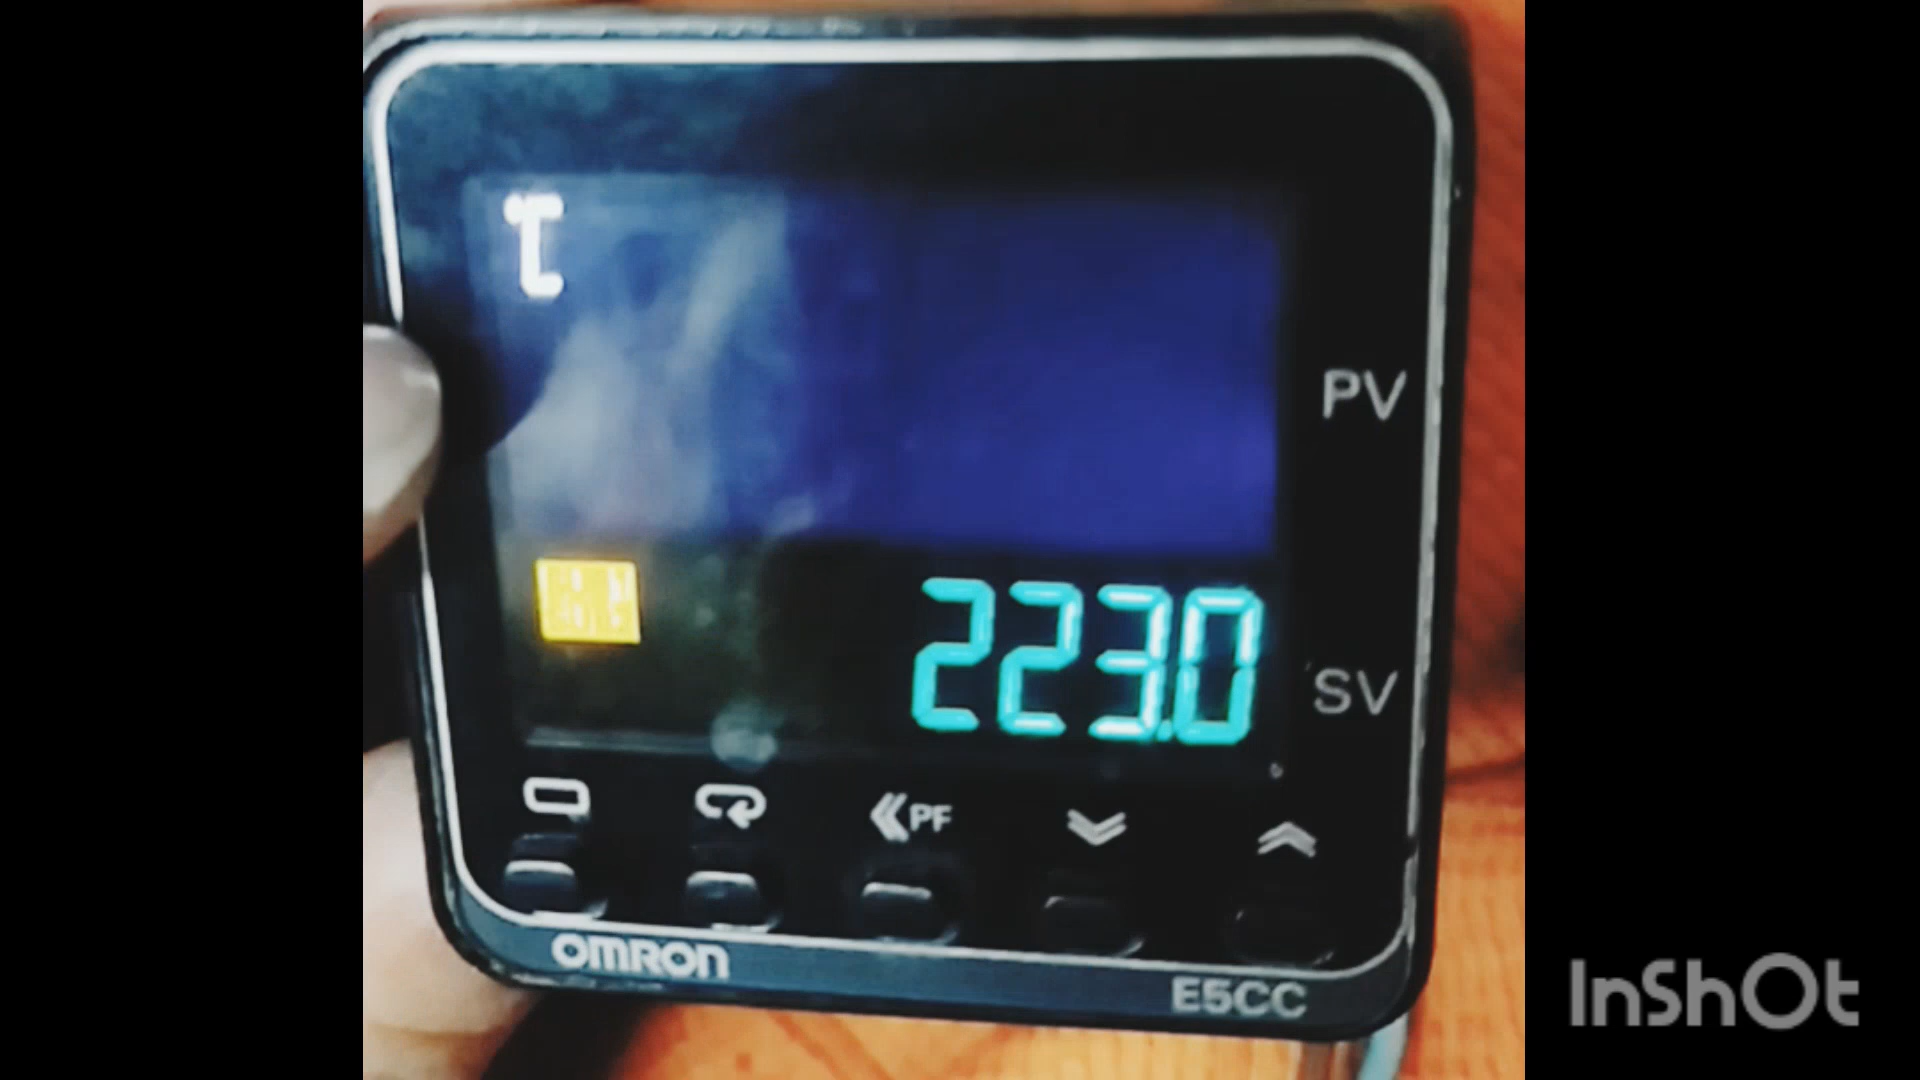 ℃
PV
223.0
SV
PF
OMRON
E5CC
InShOt